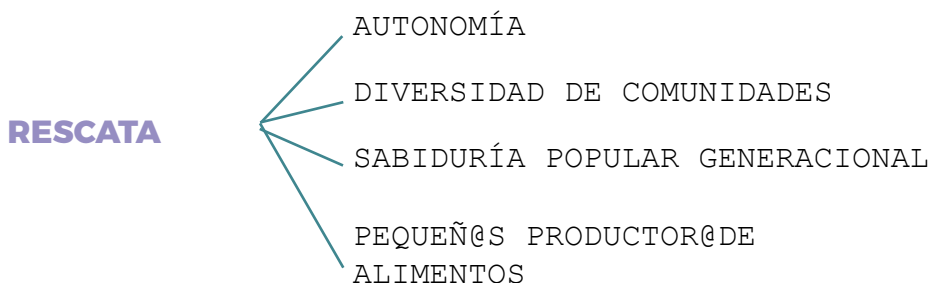 RESCATA
AUTONOMÍA
DIVERSIDAD DE COMUNIDADES
SABIDURÍA POPULAR GENERACIONAL
PEQUEÑ@S PRODUCTOR@DE
ALIMENTOS